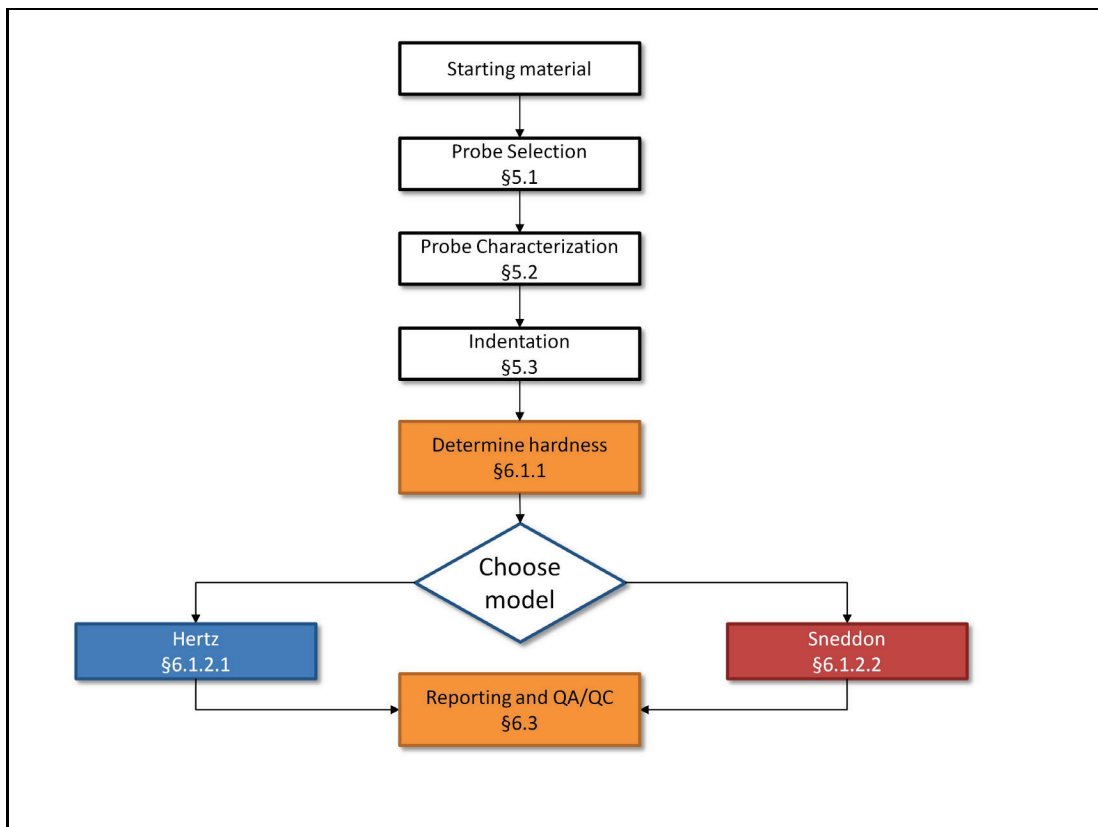 Starting material
Probe Selection
§5.1
Probe Characterization
§5.2
Indentation
§5.3
Determine hardness
§6.1.1
Choose
model
Hertz
§6.1.2.1
Sneddon
§6.1.2.2
Reporting and QA/QC
§6.3